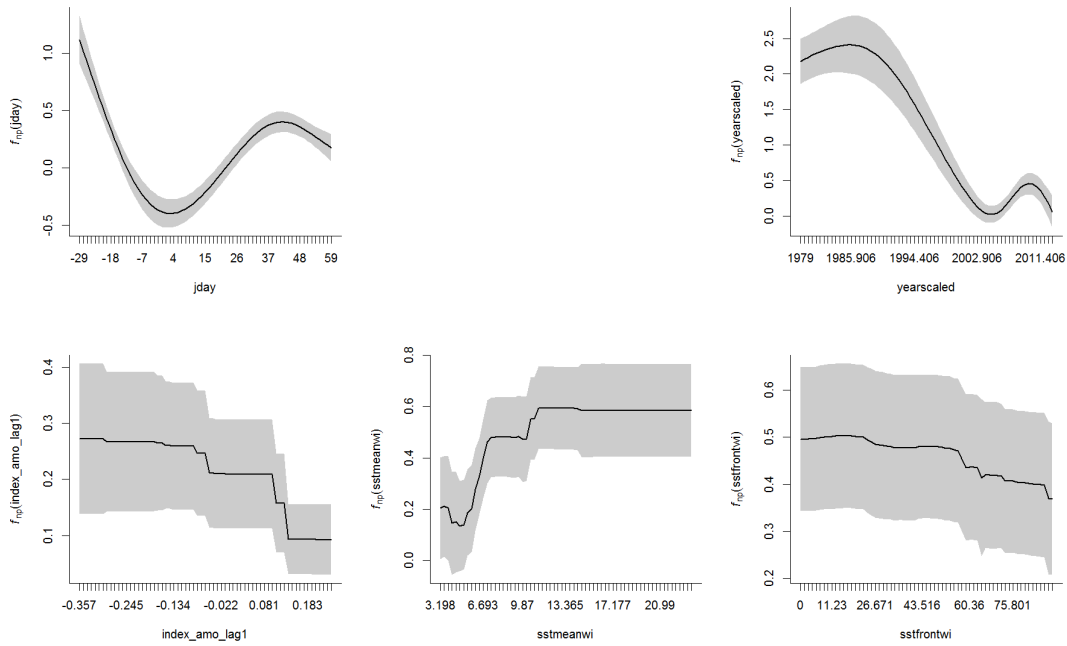 f_np(jday)
1.0
0.5
0.0
-0.5
-29 -18 -7 4 15 26 37 48 59
jday
f_np(yearscaled)
2.5
2.0
1.5
1.0
0.5
0.0
1979 1985.906 1994.406 2002.906 2011.406
yearscaled
f_np(index_amo_lag1)
0.4
0.3
0.2
0.1
-0.357 -0.245 -0.134 -0.022 0.081 0.183
index_amo_lag1
f_np(sstmeanwi)
0.8
0.6
0.4
0.2
0.0
3.198 6.693 9.87 13.365 17.177 20.99
sstmeanwi
f_np(sstfrontwi)
0.6
0.5
0.4
0.3
0.2
0 11.23 26.671 43.516 60.36 75.801
sstfrontwi